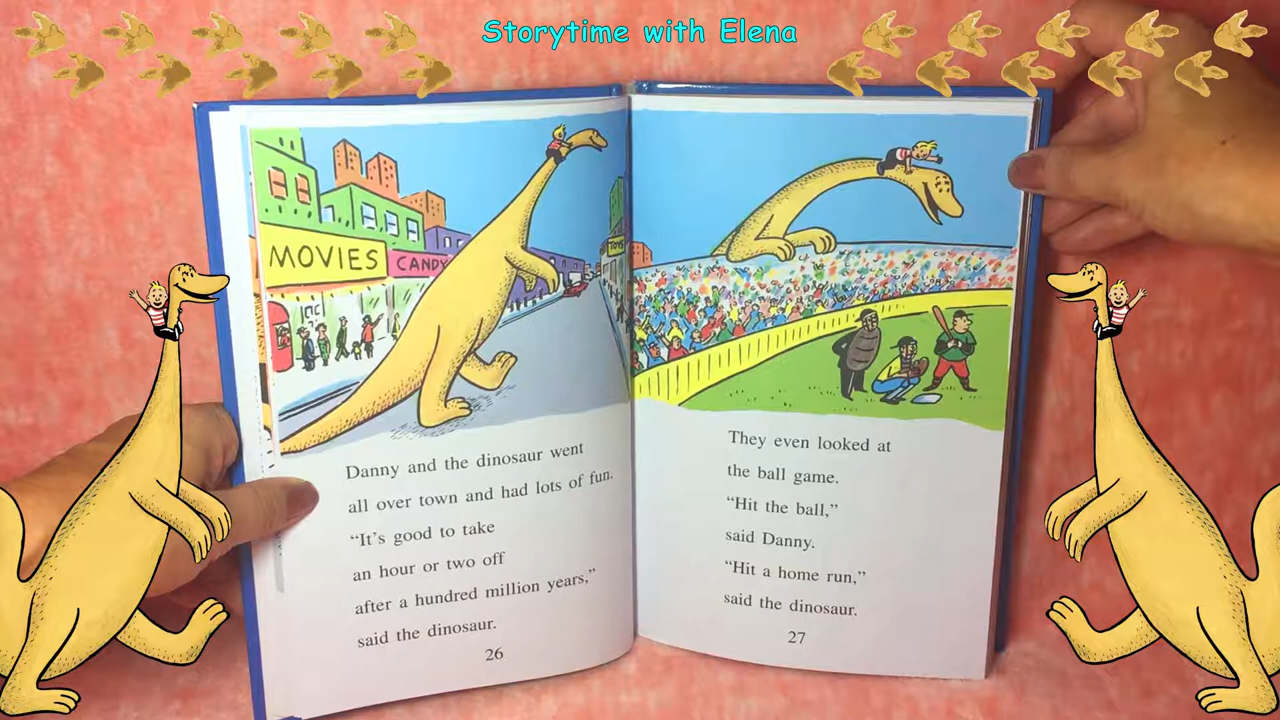 Storytime with Elena
MOVIES
CANDY
TOYS
Danny and the dinosaur went
all over town and had lots of fun.
“It’s good to take
an hour or two off
after a hundred million years,”
said the dinosaur.
26
They even looked at
the ball game.
“Hit the ball,”
said Danny.
“Hit a home run,”
said the dinosaur.
27